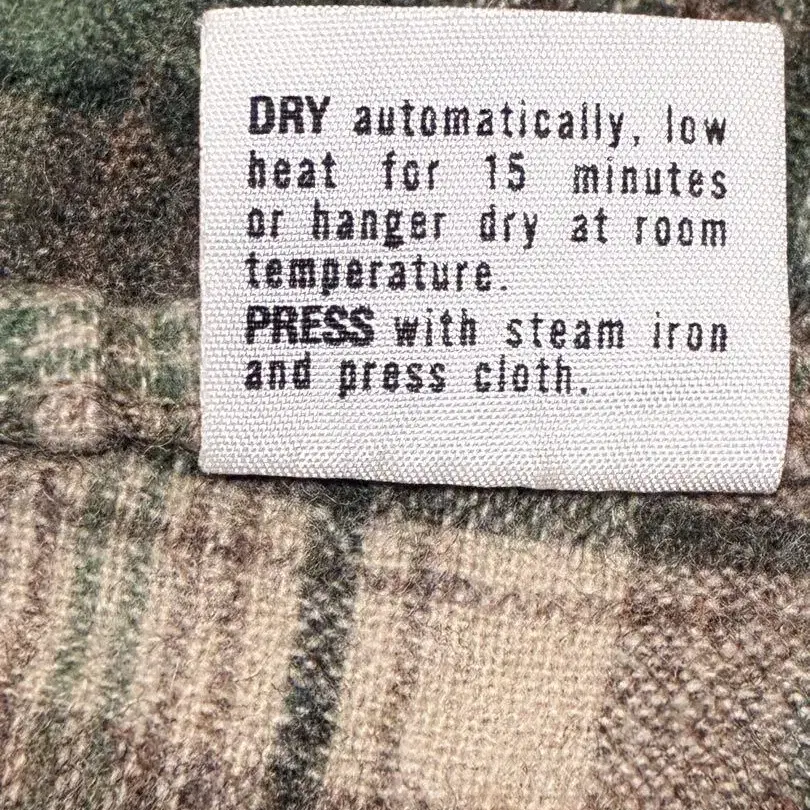 DRY automatically, low
heat for 15 minutes
or hanger dry at room
temperature.
PRESS with steam iron
and press cloth.